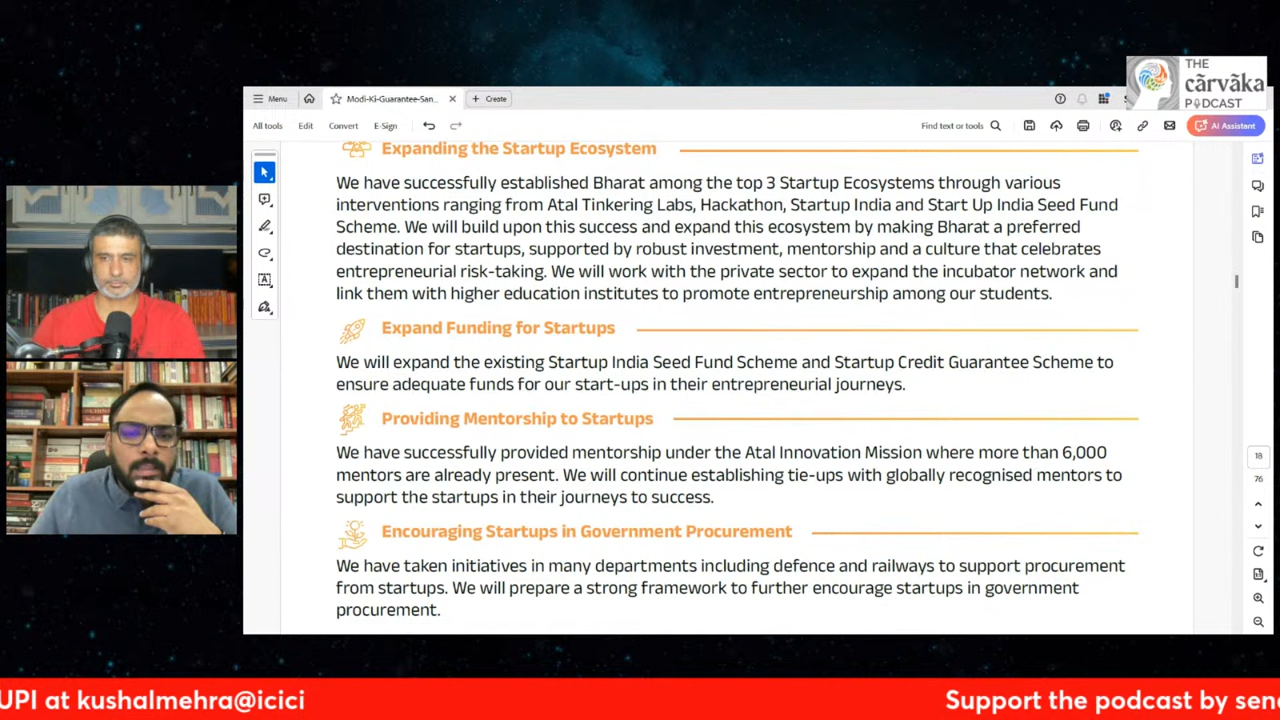 THE
cārvāka
PODCAST
Menu
Modi-Ki-Guarantee-San...
Create
All tools
Edit
Convert
E-Sign
Find text or tools
AI Assistant
Expanding the Startup Ecosystem
We have successfully established Bharat among the top 3 Startup Ecosystems through various
interventions ranging from Atal Tinkering Labs, Hackathon, Startup India and Start Up India Seed Fund
Scheme. We will build upon this success and expand this ecosystem by making Bharat a preferred
destination for startups, supported by robust investment, mentorship and a culture that celebrates
entrepreneurial risk-taking. We will work with the private sector to expand the incubator network and
link them with higher education institutes to promote entrepreneurship among our students.
Expand Funding for Startups
We will expand the existing Startup India Seed Fund Scheme and Startup Credit Guarantee Scheme to
ensure adequate funds for our start-ups in their entrepreneurial journeys.
Providing Mentorship to Startups
We have successfully provided mentorship under the Atal Innovation Mission where more than 6,000
mentors are already present. We will continue establishing tie-ups with globally recognised mentors to
support the startups in their journeys to success.
Encouraging Startups in Government Procurement
We have taken initiatives in many departments including defence and railways to support procurement
from startups. We will prepare a strong framework to further encourage startups in government
procurement.
18
76
UPI at kushalmehra@icici
Support the podcast by sen